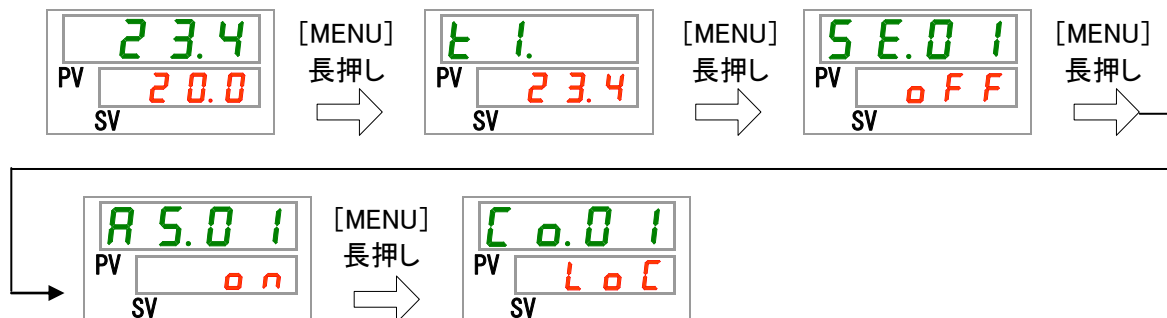 23.4
PV
20.0
SV
［MENU］
長押し
t 1.
PV
23.4
SV
［MENU］
長押し
SE.01
PV
oFF
SV
［MENU］
長押し
AS.01
PV
on
SV
［MENU］
長押し
Co.01
PV
LoC
SV